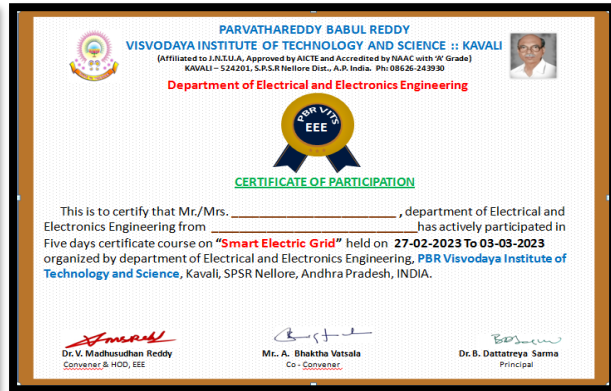 PARVATHAREDDY BABUL REDDY
VISVODAYA INSTITUTE OF TECHNOLOGY AND SCIENCE :: KAVALI
(Affiliated to J.N.T.U.A, Approved by AICTE and Accredited by NAAC with ‘A’ Grade)
KAVALI – 524201, S.P.S.R Nellore Dist., A.P. India. Ph: 08626-243930
Department of Electrical and Electronics Engineering
PBR VITS
EEE
CERTIFICATE OF PARTICIPATION
This is to certify that Mr./Mrs. ________________________ , department of Electrical and
Electronics Engineering from ______________________________has actively participated in
Five days certificate course on “Smart Electric Grid” held on 27-02-2023 To 03-03-2023
organized by department of Electrical and Electronics Engineering, PBR Visvodaya Institute of
Technology and Science, Kavali, SPSR Nellore, Andhra Pradesh, INDIA.
Dr. V. Madhusudhan Reddy Mr.. A. Bhaktha Vatsala Dr. B. Dattatreya Sarma
Convener & HOD, EEE Co - Convener Principal